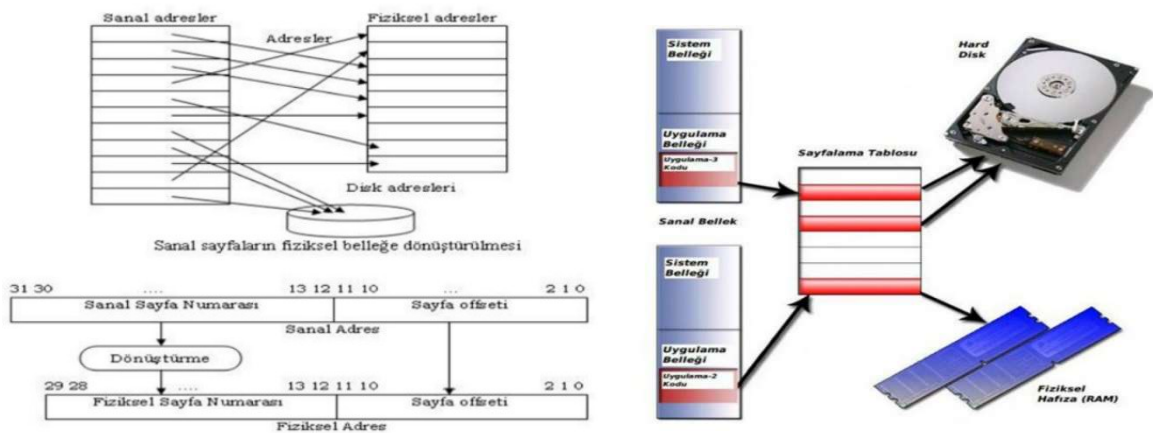 Sanal adresler
Fiziksel adresler
Adresler
Disk adresleri
Sanal sayfaların fiziksel belleğe dönüştürülmesi
31 30 .... 13 12 11 10 ... 2 1 0
Sanal Sayfa Numarası Sayfa offseti
Sanal Adres
Dönüştürme
29 28 .... 13 12 11 10 2 1 0
Fiziksel Sayfa Numarası Sayfa offseti
Fiziksel Adres
Sistem
Belleği
Uygulama
Belleği
Uygulama-3
Kodu
Sanal Bellek
Sistem
Belleği
Uygulama
Belleği
Uygulama-2
Kodu
Sayfalama Tablosu
Hard
Disk
Fiziksel
Hafıza (RAM)